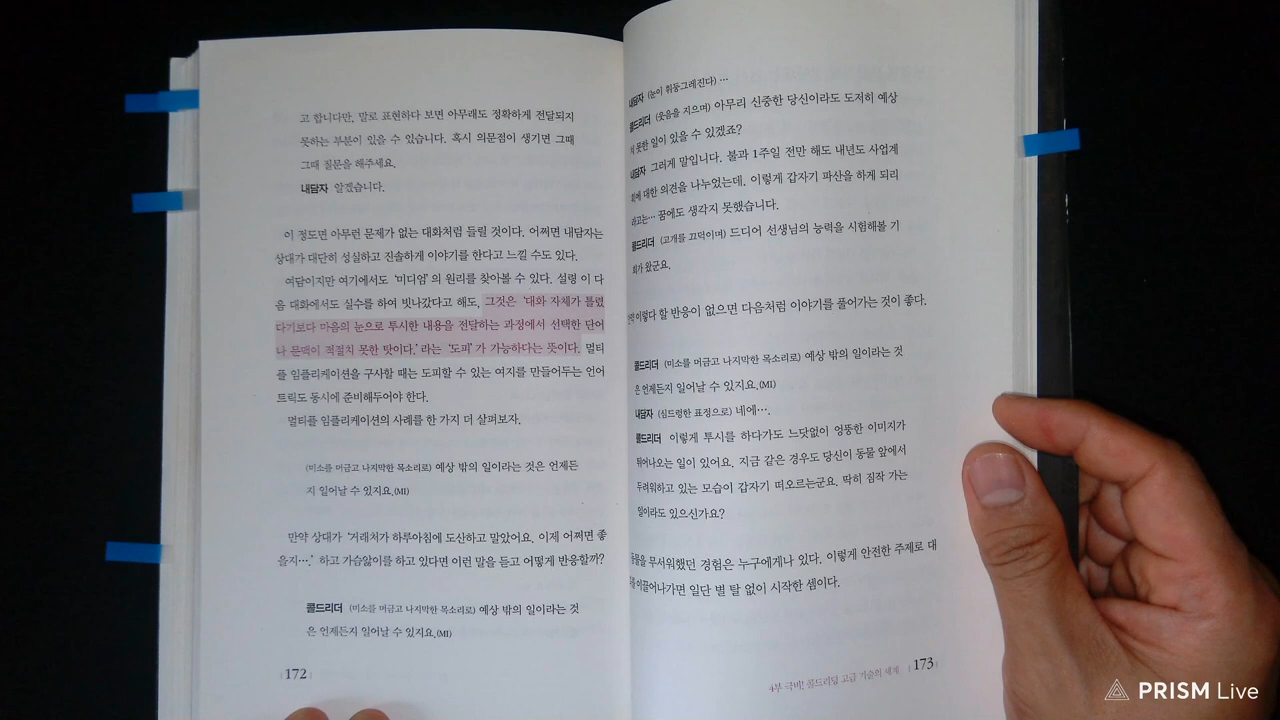 고 합니다만, 말로 표현하다 보면 아무래도 정확하게 전달되지
못하는 부분이 있을 수 있습니다. 혹시 의문점이 생기면 그때
그때 질문을 해주세요.
내담자 알겠습니다.
이 정도면 아무런 문제가 없는 대화처럼 들릴 것이다. 어쩌면 내담자는
상대가 대단히 성실하고 진솔하게 이야기를 한다고 느낄 수도 있다.
여담이지만 여기에서도 '미디엄'의 원리를 찾아볼 수 있다. 설령 이 다
음 대화에서도 실수를 하여 빗나갔다고 해도, 그것은 '대화 자체가 틀렸
다기보다 마음의 눈으로 투시한 내용을 전달하는 과정에서 선택한 단어
나 문맥이 적절치 못한 탓이다.'라는 '도피'가 가능하다는 뜻이다. 멀티
플 임플리케이션을 구사할 때는 도피할 수 있는 여지를 만들어두는 언어
트릭도 동시에 준비해두어야 한다.
멀티플 임플리케이션의 사례를 한 가지 더 살펴보자.
(미소를 머금고 나지막한 목소리로) 예상 밖의 일이라는 것은 언제든
지 일어날 수 있지요.(MI)
만약 상대가 '거래처가 하루아침에 도산하고 말았어요. 이제 어쩌면 좋
을지….' 하고 가슴앓이를 하고 있다면 이런 말을 듣고 어떻게 반응할까?
콜드리더 (미소를 머금고 나지막한 목소리로) 예상 밖의 일이라는 것
은 언제든지 일어날 수 있지요.(MI)
172
내담자 (눈이 휘둥그레진다) …
콜드리더 (웃음을 지으며) 아무리 신중한 당신이라도 도저히 예상
치 못한 일이 있을 수 있겠죠?
내담자 그러게 말입니다. 불과 1주일 전만 해도 내년도 사업계
획에 대한 의견을 나누었는데, 이렇게 갑자기 파산을 하게 되리
라고는… 꿈에도 생각지 못했습니다.
콜드리더 (고개를 끄덕이며) 드디어 선생님의 능력을 시험해볼 기
회가 왔군요.
이렇다 할 반응이 없으면 다음처럼 이야기를 풀어가는 것이 좋다.
콜드리더 (미소를 머금고 나지막한 목소리로) 예상 밖의 일이라는 것
은 언제든지 일어날 수 있지요.(MI)
내담자 (심드렁한 표정으로) 네에….
콜드리더 이렇게 투시를 하다가도 느닷없이 엉뚱한 이미지가
튀어나오는 일이 있어요. 지금 같은 경우도 당신이 동물 앞에서
두려워하고 있는 모습이 갑자기 떠오르는군요. 딱히 짐작 가는
일이라도 있으신가요?
동물을 무서워했던 경험은 누구에게나 있다. 이렇게 안전한 주제로 대
이끌어나가면 일단 별 탈 없이 시작한 셈이다.
4부 극비! 콜드리딩 고급 기술의 세계 173
PRISM Live